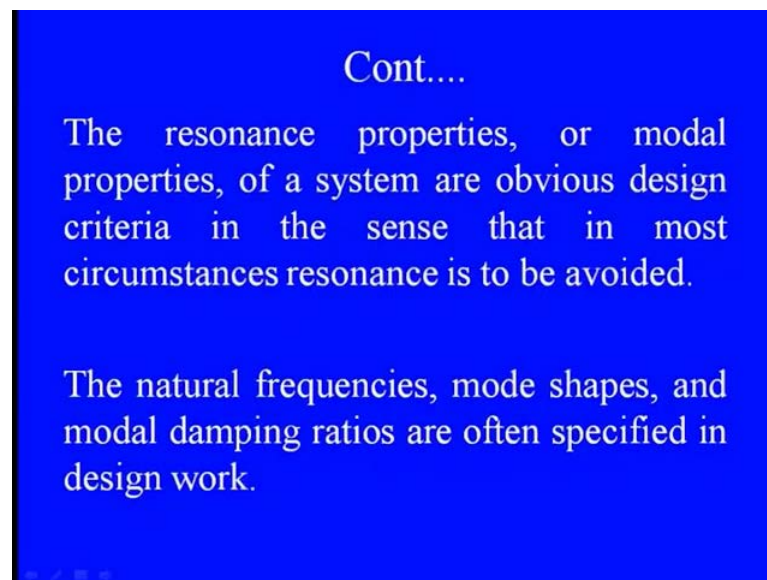 Cont....
The resonance properties, or modal
properties, of a system are obvious design
criteria in the sense that in most
circumstances resonance is to be avoided.
The natural frequencies, mode shapes, and
modal damping ratios are often specified in
design work.